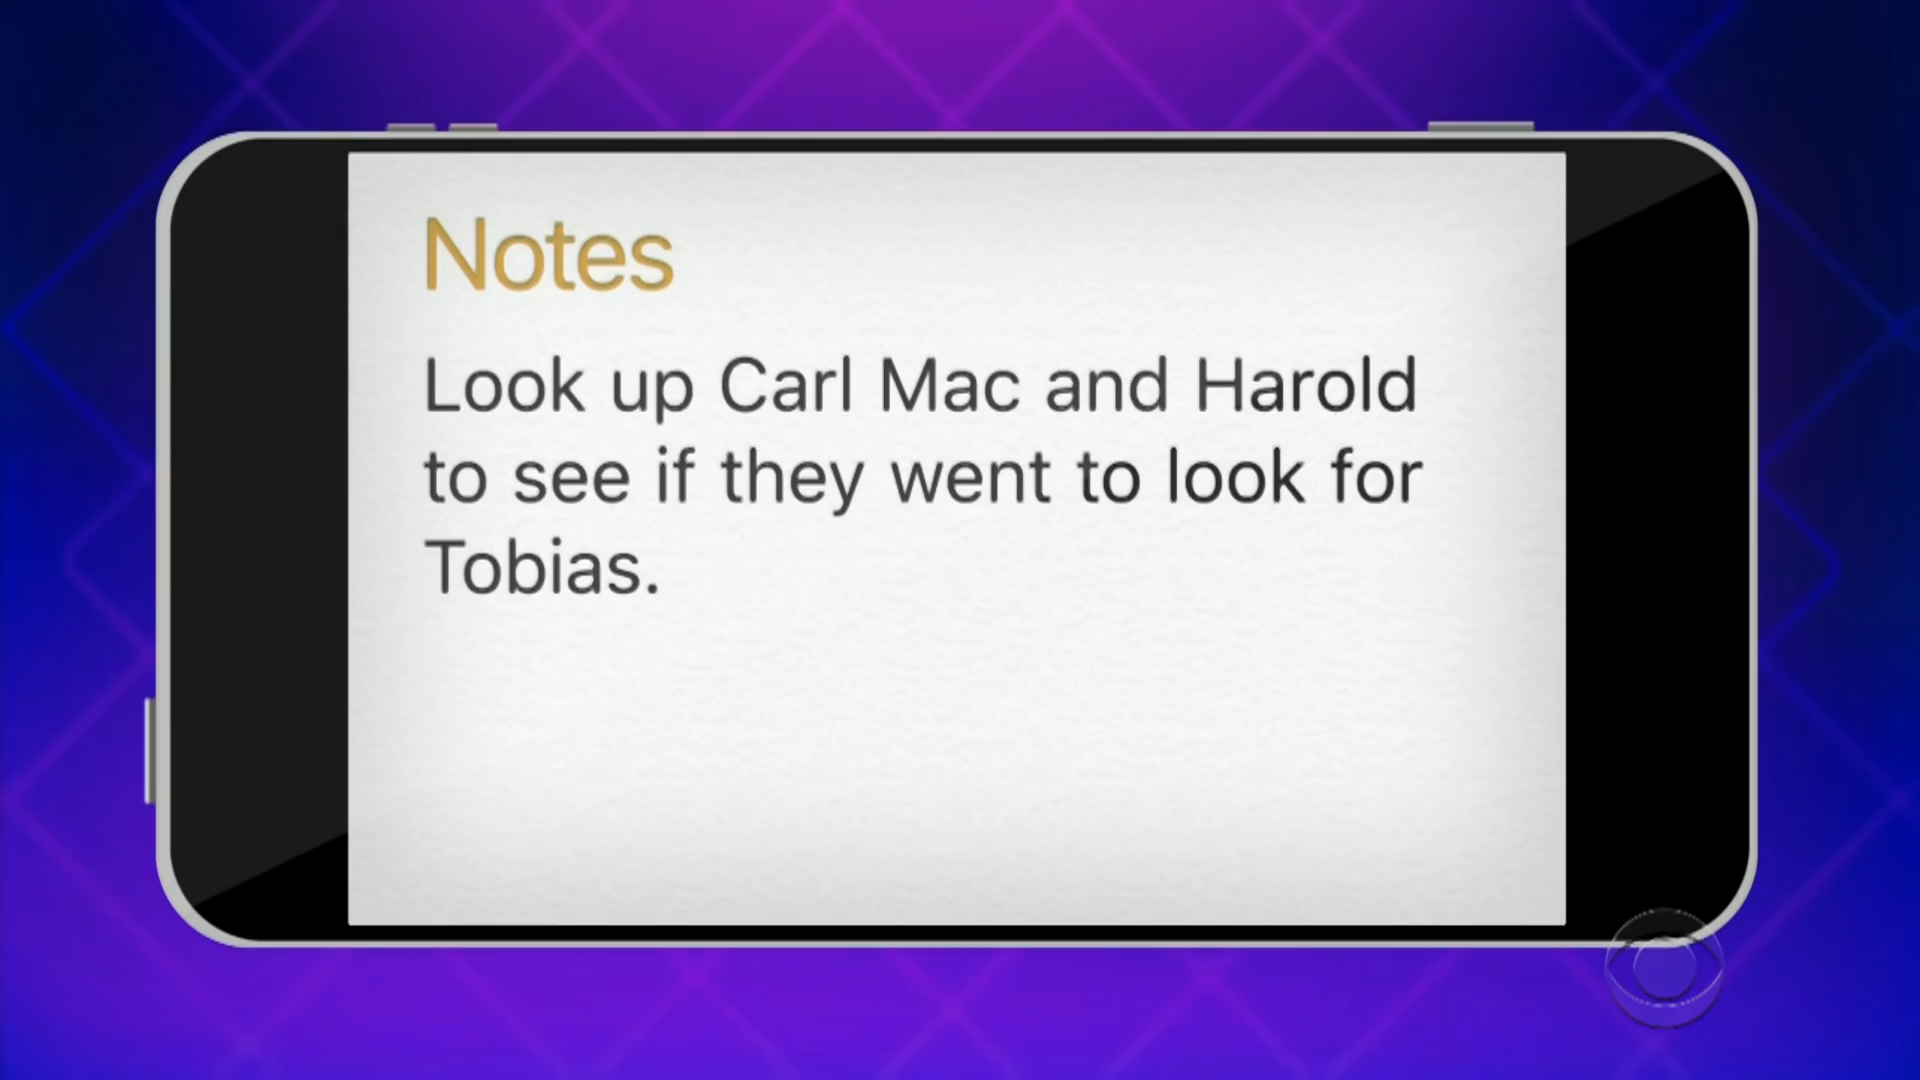 Notes
Look up Carl Mac and Harold
to see if they went to look for
Tobias.